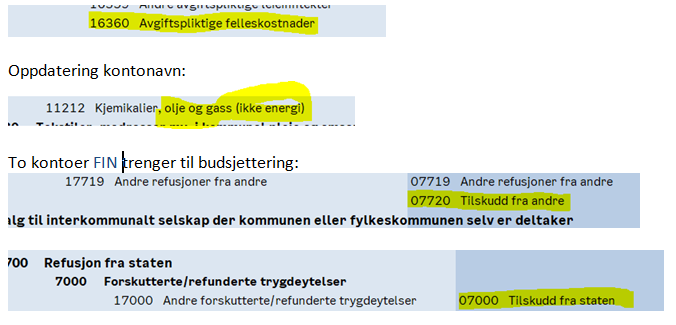 16360 Avgiftspliktige felleskostnader
Oppdatering kontonavn:
11212 Kjemikalier, olje og gass (ikke energi)
To kontoer FIN trenger til budsjettering:
17719 Andre refusjoner fra andre 07719 Andre refusjoner fra andre
07720 Tilskudd fra andre
alg til interkommunalt selskap der kommunen eller fylkeskommunen selv er deltaker
700 Refusjon fra staten
7000 Forskutterte/refunderte trygdeytelser
17000 Andre forskutterte/refunderte trygdeytelser 07000 Tilskudd fra staten